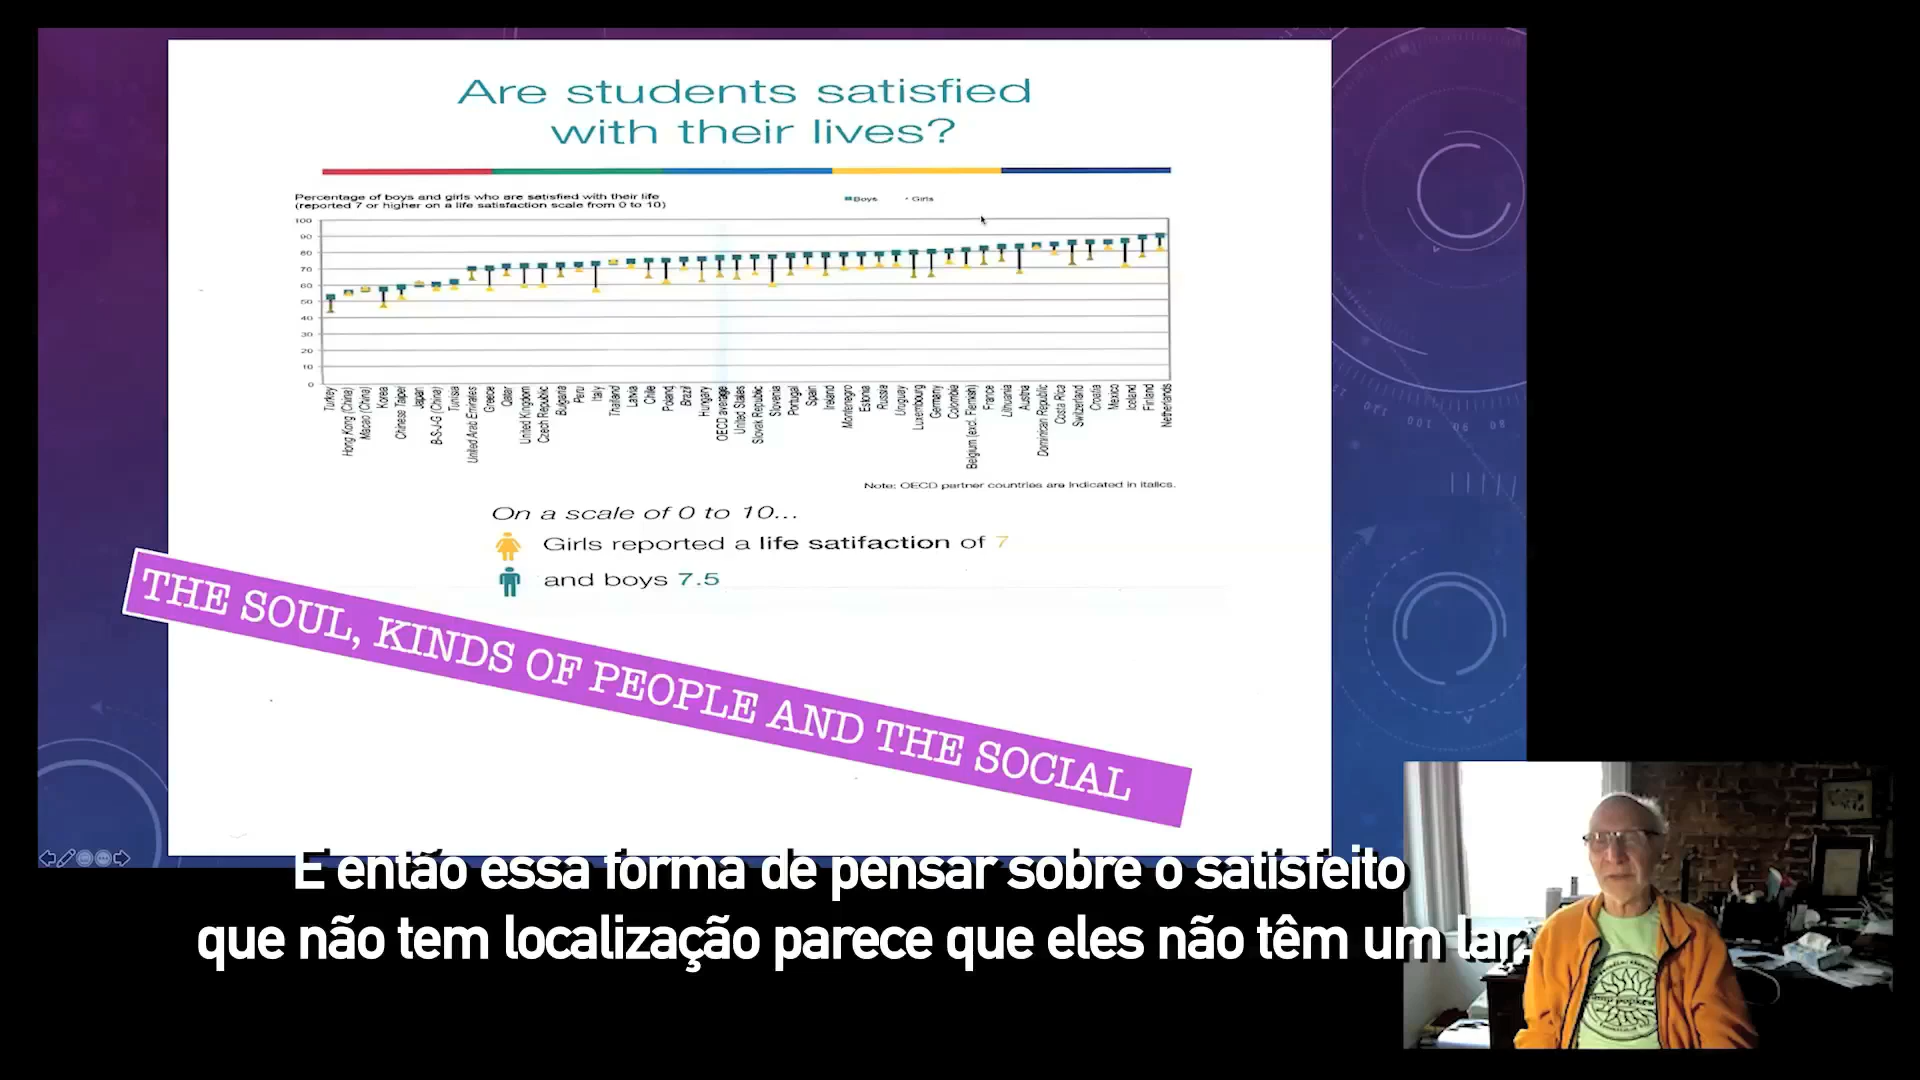 Are students satisfied
with their lives?
Percentage of boys and girls who are satisfied with their life
(reported 7 or higher on a life satisfaction scale from 0 to 10)
Boys
Girls
100
90
80
70
60
50
40
30
20
10
0
Turkey
Hong Kong (China)
Macao (China)
Korea
Chinese Taipei
Japan
B-S-J-G (China)
Tunisia
United Arab Emirates
Greece
Qatar
United Kingdom
Czech Republic
Bulgaria
Peru
Italy
Thailand
Latvia
Chile
Poland
Brazil
Hungary
OECD average
United States
Slovak Republic
Slovenia
Portugal
Spain
Ireland
Montenegro
Estonia
Russia
Uruguay
Luxembourg
Germany
Colombia
Belgium (excl. Flemish)
France
Lithuania
Austria
Dominican Republic
Costa Rica
Switzerland
Croatia
Mexico
Iceland
Finland
Netherlands
Note: OECD partner countries are indicated in italics.
On a scale of 0 to 10...
Girls reported a life satifaction of 7
and boys 7.5
THE SOUL, KINDS OF PEOPLE AND THE SOCIAL
E então essa forma de pensar sobre o satisfeito
que não tem localização parece que eles não têm um lar.